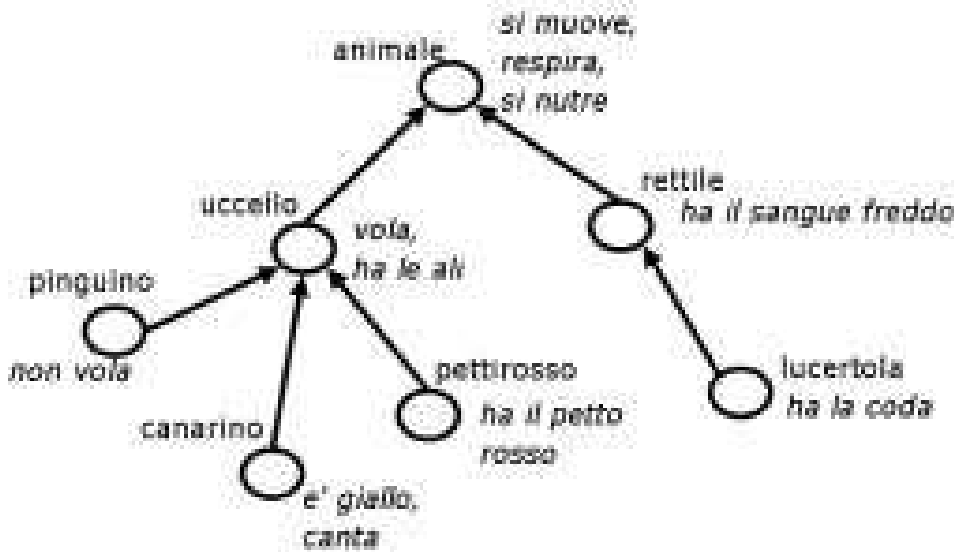 animale
si muove,
respira,
si nutre
uccello
vola,
ha le ali
rettile
ha il sangue freddo
pinguino
non vola
canarino
e' giallo,
canta
pettirosso
ha il petto
rosso
lucertola
ha la coda